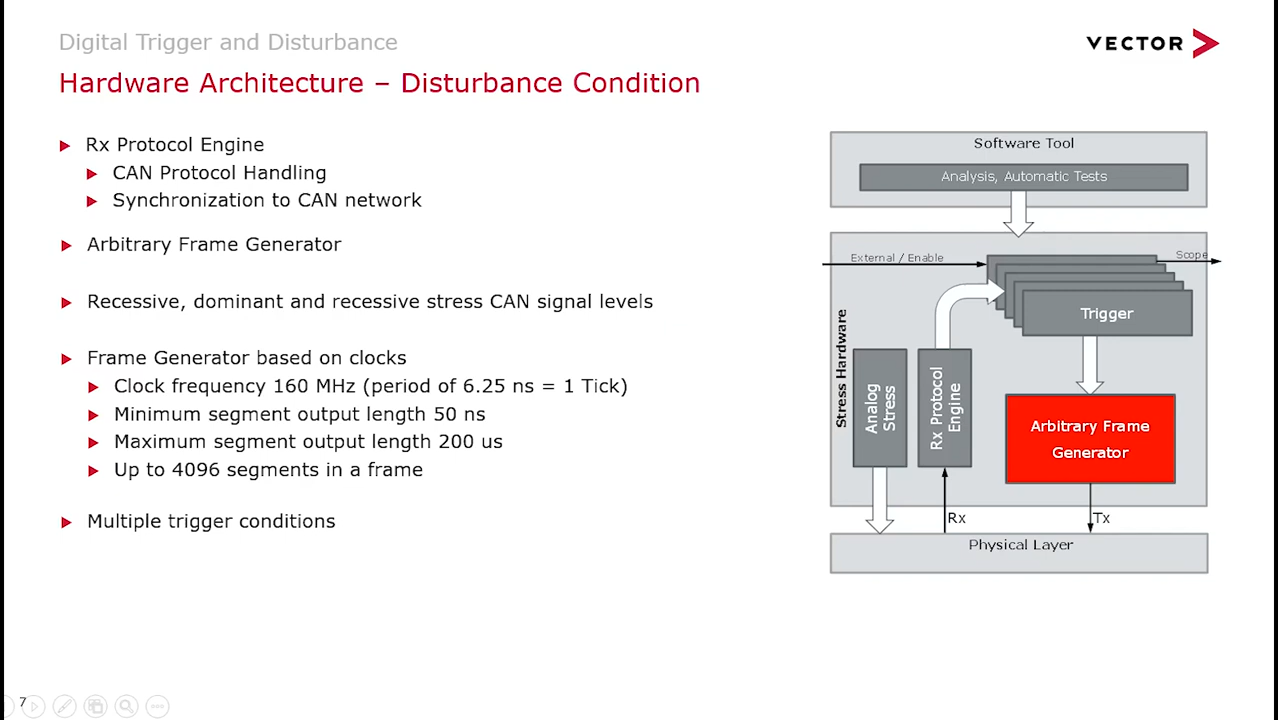 Digital Trigger and Disturbance
VECTOR
Hardware Architecture – Disturbance Condition
Rx Protocol Engine
CAN Protocol Handling
Synchronization to CAN network
Arbitrary Frame Generator
Recessive, dominant and recessive stress CAN signal levels
Frame Generator based on clocks
Clock frequency 160 MHz (period of 6.25 ns = 1 Tick)
Minimum segment output length 50 ns
Maximum segment output length 200 us
Up to 4096 segments in a frame
Multiple trigger conditions
Software Tool
Analysis, Automatic Tests
External / Enable
Scope
Trigger
Stress Hardware
Analog
Stress
Rx Protocol
Engine
Arbitrary Frame
Generator
Rx
Tx
Physical Layer
7